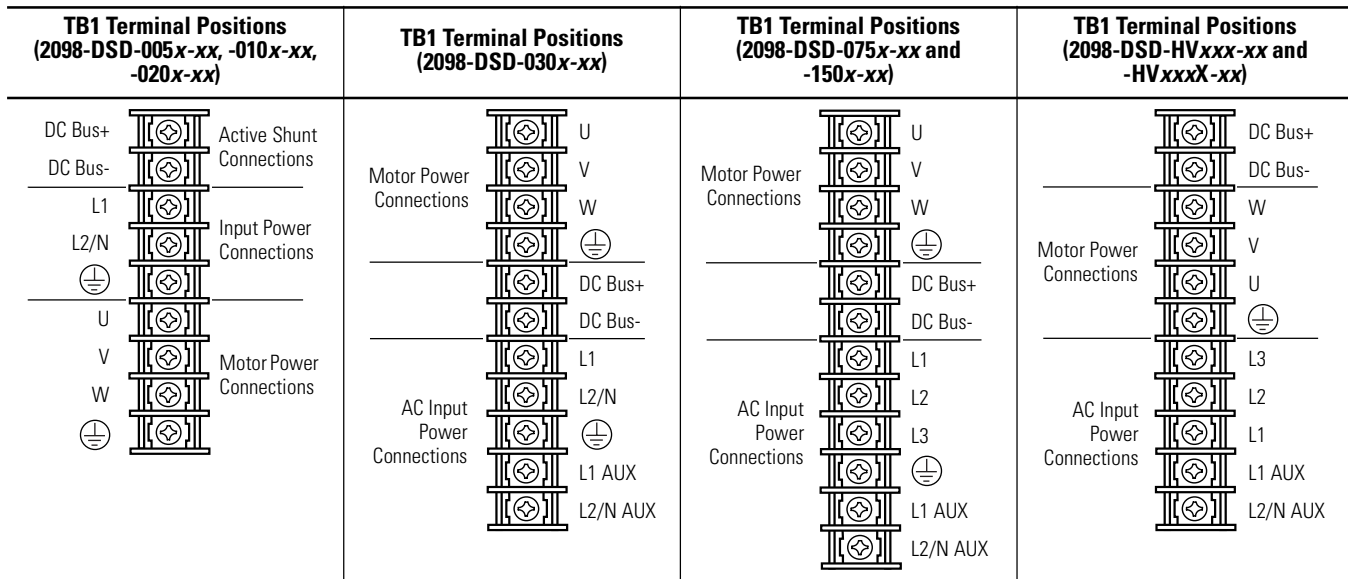 TB1 Terminal Positions
(2098-DSD-005x-xx, -010x-xx,
-020x-xx)
DC Bus+
DC Bus-
L1
L2/N
U
V
W
Active Shunt
Connections
Input Power
Connections
Motor Power
Connections
TB1 Terminal Positions
(2098-DSD-030x-xx)
Motor Power
Connections
AC Input
Power
Connections
U
V
W
DC Bus+
DC Bus-
L1
L2/N
L1 AUX
L2/N AUX
TB1 Terminal Positions
(2098-DSD-075x-xx and
-150x-xx)
Motor Power
Connections
AC Input
Power
Connections
U
V
W
DC Bus+
DC Bus-
L1
L2
L3
L1 AUX
L2/N AUX
TB1 Terminal Positions
(2098-DSD-HVxxx-xx and
-HVxxxX-xx)
Motor Power
Connections
AC Input
Power
Connections
DC Bus+
DC Bus-
W
V
U
L3
L2
L1
L1 AUX
L2/N AUX